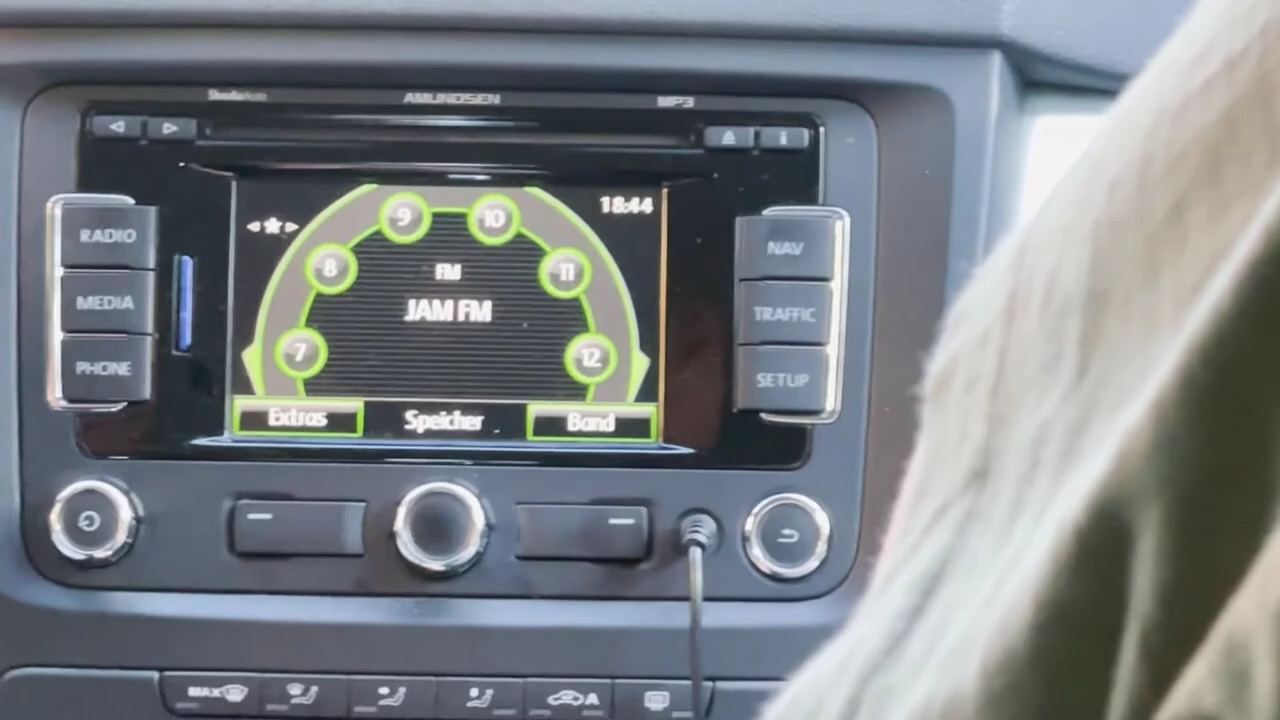 AMUNDSEN
MP3
RADIO
MEDIA
PHONE
18:44
9
10
8
11
FM
JAM FM
7
12
Extras
Speicher
Band
NAV
TRAFFIC
SETUP
i
MAX
A